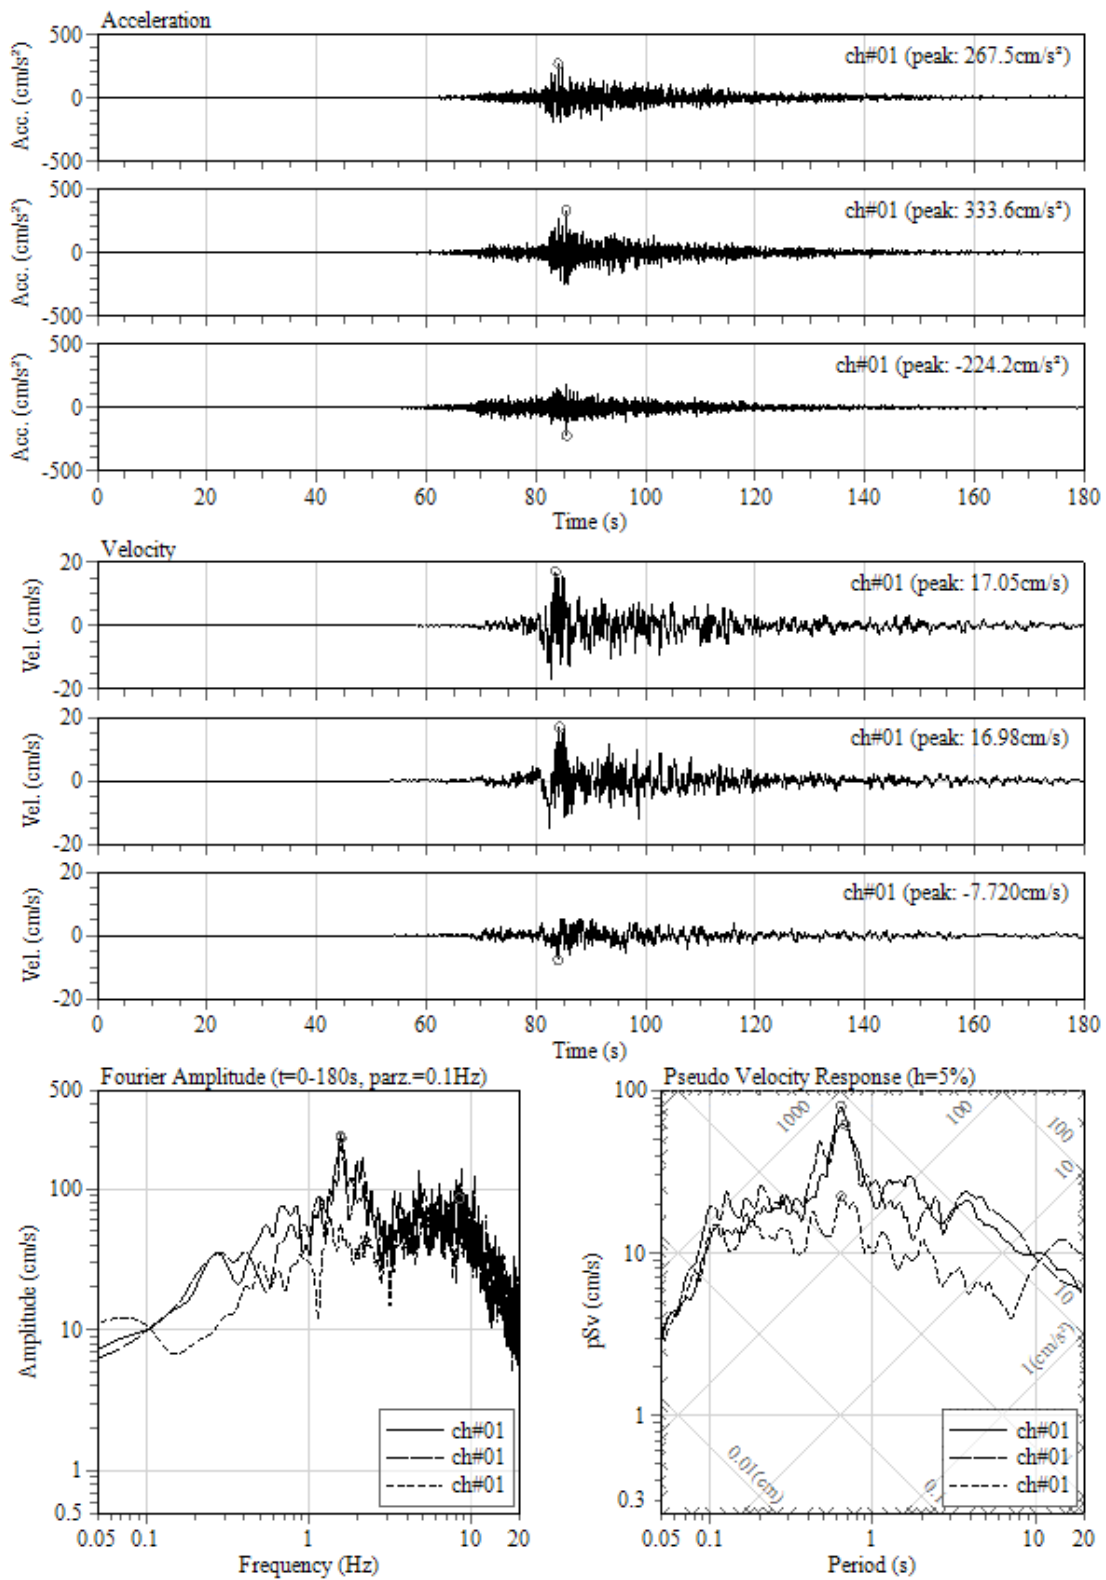 Acceleration
500
0
-500
Acc. (cm/s²)
ch#01 (peak: 267.5cm/s²)
500
0
-500
Acc. (cm/s²)
ch#01 (peak: 333.6cm/s²)
500
0
-500
Acc. (cm/s²)
ch#01 (peak: -224.2cm/s²)
0 20 40 60 80 100 120 140 160 180
Time (s)
Velocity
20
0
-20
Vel. (cm/s)
ch#01 (peak: 17.05cm/s)
20
0
-20
Vel. (cm/s)
ch#01 (peak: 16.98cm/s)
20
0
-20
Vel. (cm/s)
ch#01 (peak: -7.720cm/s)
0 20 40 60 80 100 120 140 160 180
Time (s)
Fourier Amplitude (t=0-180s, parz.=0.1Hz)
500
100
10
1
0.5
Amplitude (cm/s)
ch#01
ch#01
ch#01
0.05 0.1 1 10 20
Frequency (Hz)
Pseudo Velocity Response (h=5%)
100
10
1
0.3
pSv (cm/s)
1000
100
100
10
10
1(cm/s²)
0.01(cm)
0.1
ch#01
ch#01
ch#01
0.05 0.1 1 10 20
Period (s)